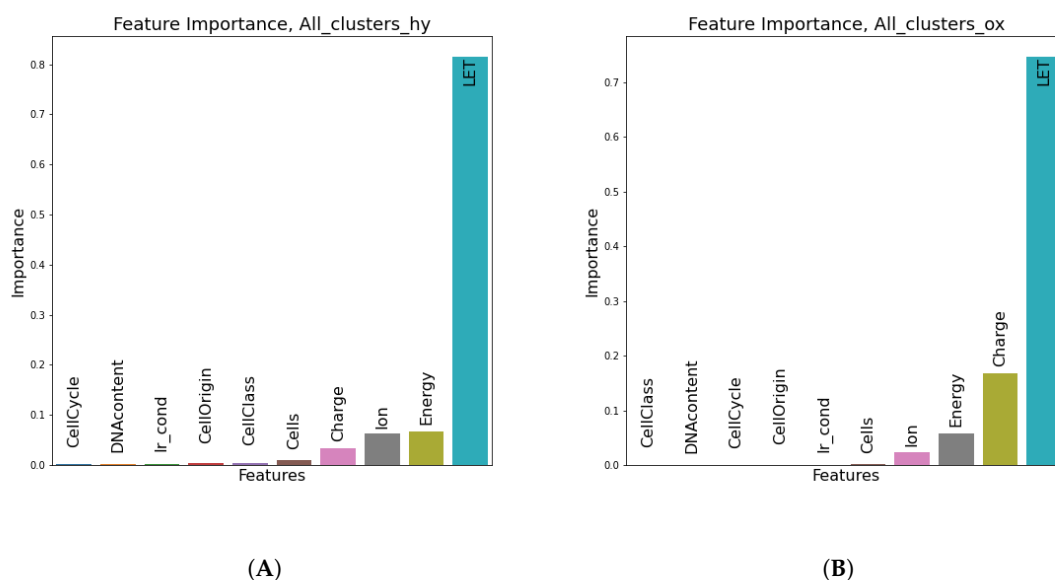 Feature Importance, All_clusters_hy
Importance
0.8
0.7
0.6
0.5
0.4
0.3
0.2
0.1
0.0
CellCycle
DNAcontent
Ir_cond
CellOrigin
CellClass
Cells
Charge
Ion
Energy
LET
Features
(A)
Feature Importance, All_clusters_ox
Importance
0.7
0.6
0.5
0.4
0.3
0.2
0.1
0.0
CellClass
DNAcontent
CellCycle
CellOrigin
Ir_cond
Cells
Ion
Energy
Charge
LET
Features
(B)